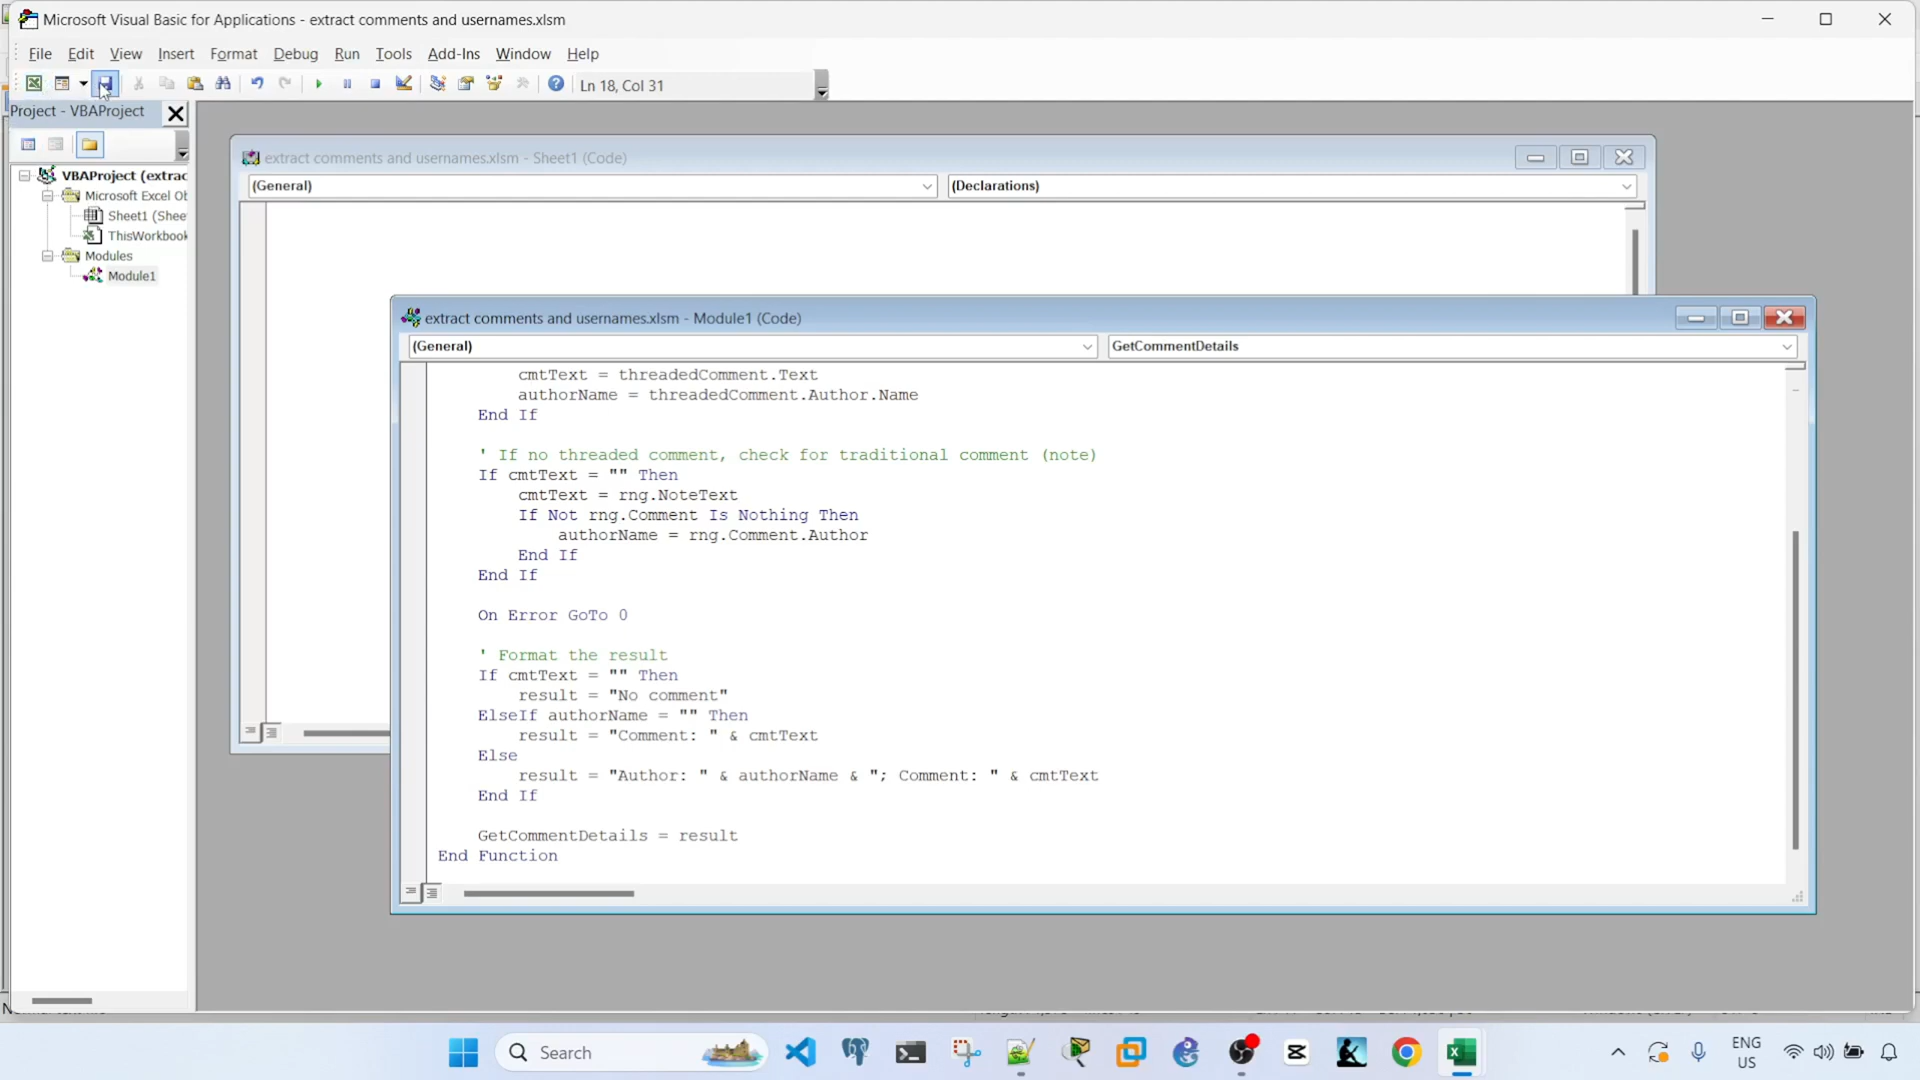 Microsoft Visual Basic for Applications - extract comments and usernames.xlsm
File Edit View Insert Format Debug Run Tools Add-Ins Window Help
Ln 18, Col 31
Project - VBAProject
VBAProject (extrac
Microsoft Excel Ob
Sheet1 (Shee
ThisWorkbook
Modules
Module1
extract comments and usernames.xlsm - Sheet1 (Code)
(General) (Declarations)
extract comments and usernames.xlsm - Module1 (Code)
(General) GetCommentDetails
cmtText = threadedComment.Text
authorName = threadedComment.Author.Name
End If
' If no threaded comment, check for traditional comment (note)
If cmtText = "" Then
cmtText = rng.NoteText
If Not rng.Comment Is Nothing Then
authorName = rng.Comment.Author
End If
End If
On Error GoTo 0
' Format the result
If cmtText = "" Then
result = "No comment"
ElseIf authorName = "" Then
result = "Comment: " & cmtText
Else
result = "Author: " & authorName & "; Comment: " & cmtText
End If
GetCommentDetails = result
End Function
Search
ENG
US